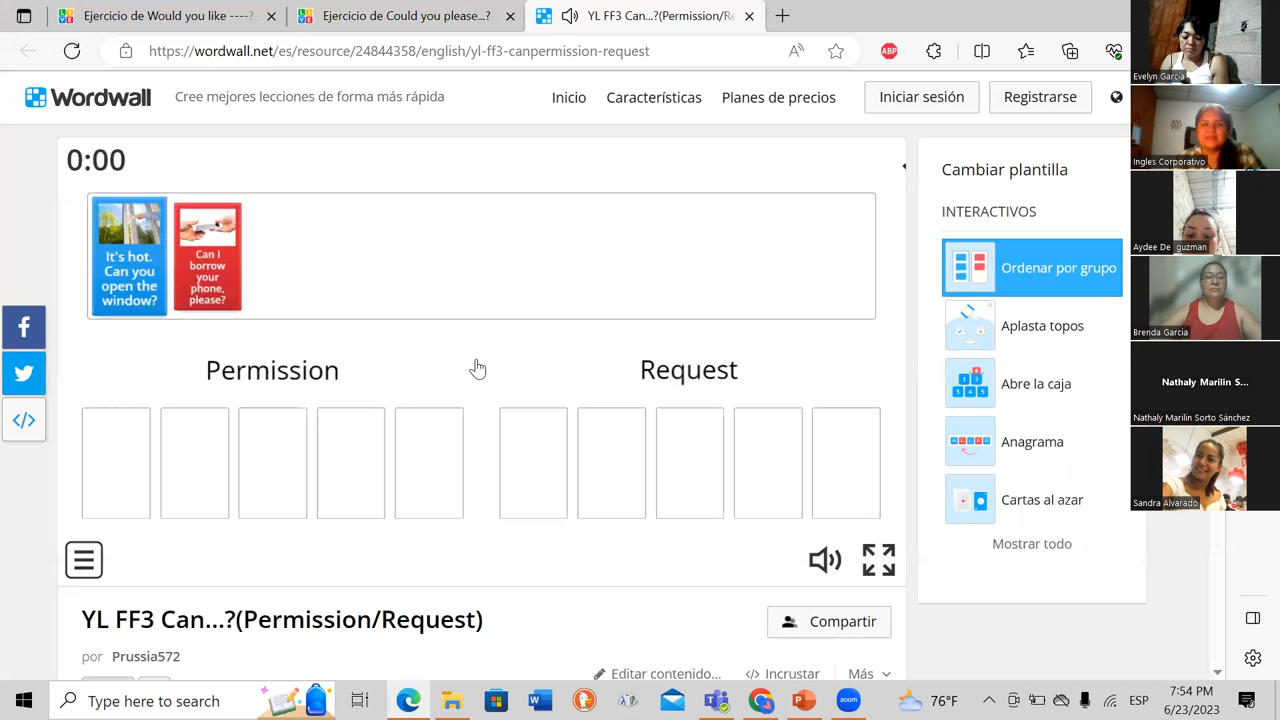 Ejercicio de Would you like...?
Ejercicio de Could you please...?
YL FF3 Can...?(Permission/Re
https://wordwall.net/es/resource/24844358/english/yl-ff3-canpermission-request
ABP
Wordwall
Cree mejores lecciones de forma más rápida
Inicio
Características
Planes de precios
Iniciar sesión
Registrarse
0:00
It's hot.
Can you
open the
window?
Can I
borrow
your
phone,
please?
Permission
Request
Cambiar plantilla
INTERACTIVOS
Ordenar por grupo
Aplasta topos
Abre la caja
Anagrama
Cartas al azar
Mostrar todo
YL FF3 Can...?(Permission/Request)
Compartir
por Prussia572
Editar contenido...
Incrustar
Más
Evelyn García
Ingles Corporativo
Aydee De guzman
Brenda Garcia
Nathaly Marilin S...
Nathaly Marilin Sorto Sánchez
Sandra Alvarado
Type here to search
76°F
ESP
7:54 PM
6/23/2023